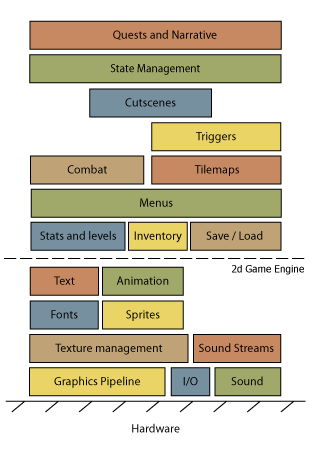 Quests and Narrative
State Management
Cutscenes
Triggers
Combat
Tilemaps
Menus
Stats and levels
Inventory
Save / Load
2d Game Engine
Text
Animation
Fonts
Sprites
Texture management
Sound Streams
Graphics Pipeline
I/O
Sound
Hardware